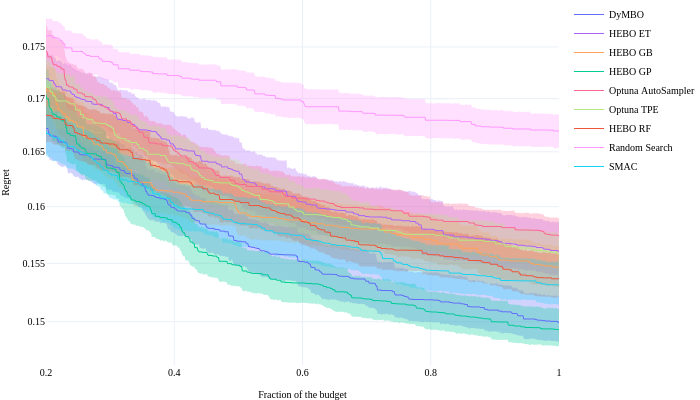 0.175
0.17
0.165
0.16
0.155
0.15
Regret
0.2
0.4
0.6
0.8
1
Fraction of the budget
DyMBO
HEBO ET
HEBO GB
HEBO GP
Optuna AutoSampler
Optuna TPE
HEBO RF
Random Search
SMAC